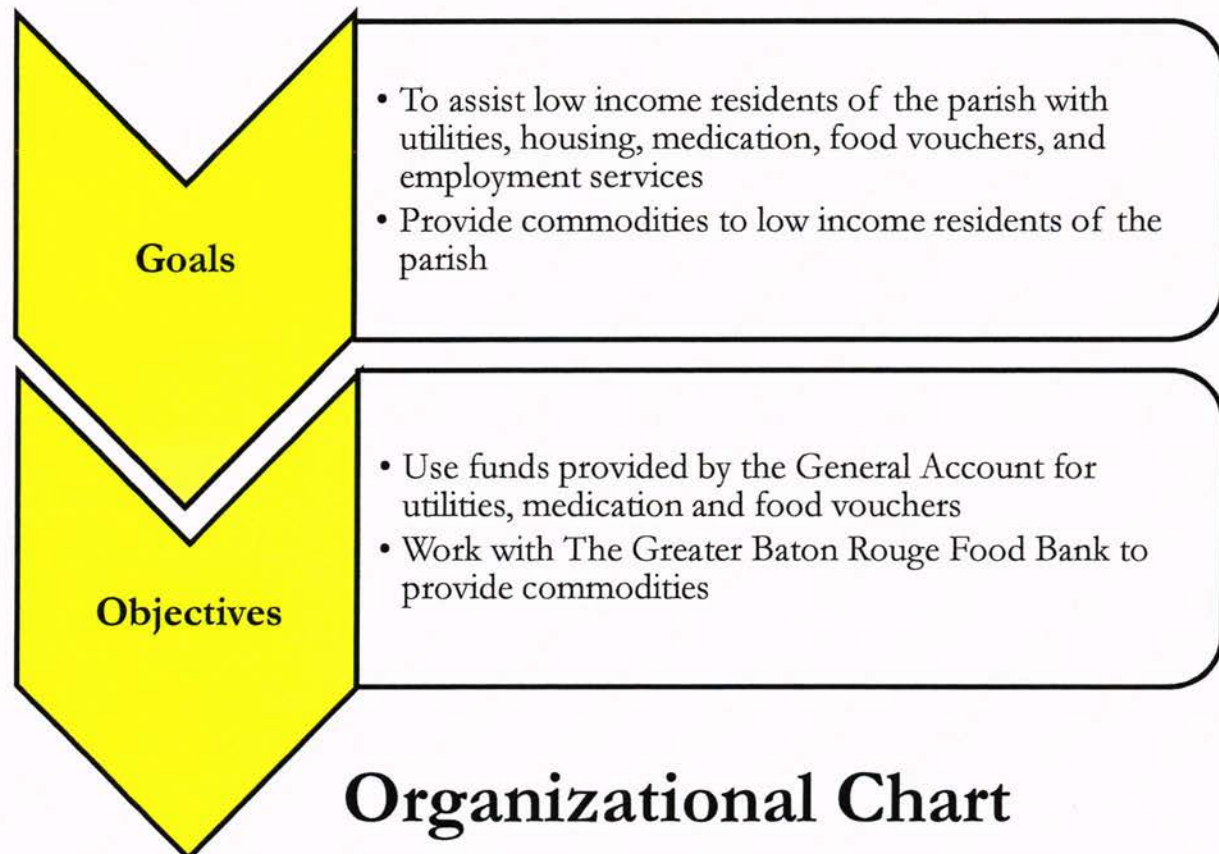 Goals
• To assist low income residents of the parish with
utilities, housing, medication, food vouchers, and
employment services
• Provide commodities to low income residents of the
parish
Objectives
• Use funds provided by the General Account for
utilities, medication and food vouchers
• Work with The Greater Baton Rouge Food Bank to
provide commodities
Organizational Chart